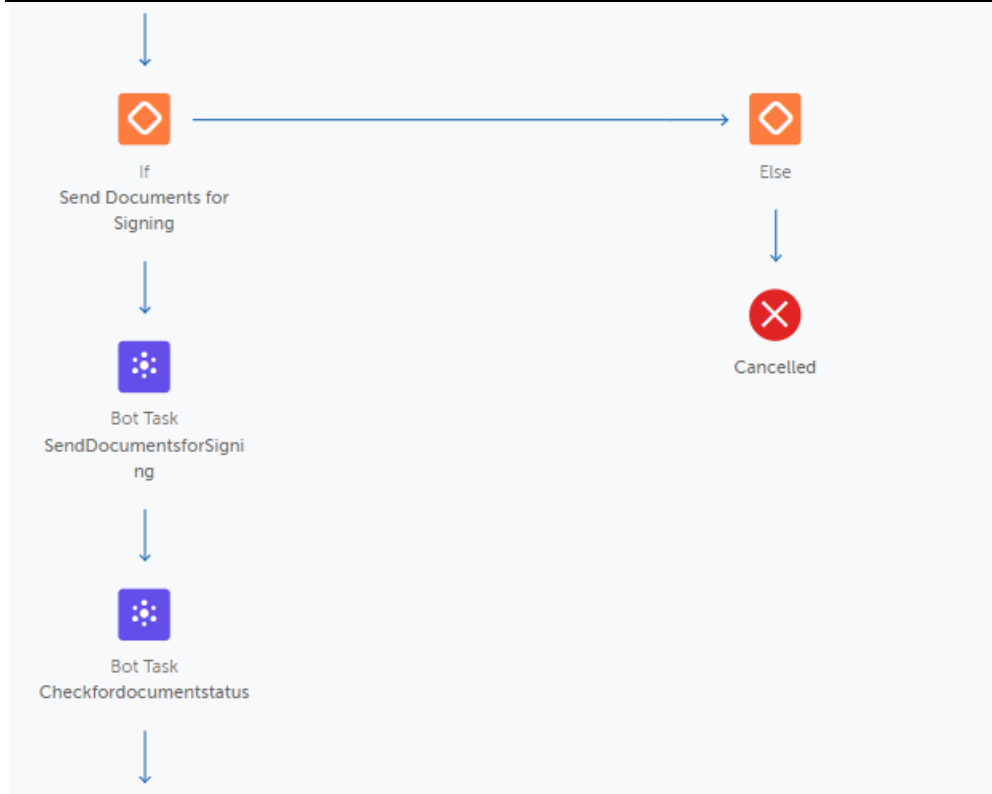 If
Send Documents for
Signing
Else
Bot Task
SendDocumentsforSigni
ng
Cancelled
Bot Task
Checkfordocumentstatus